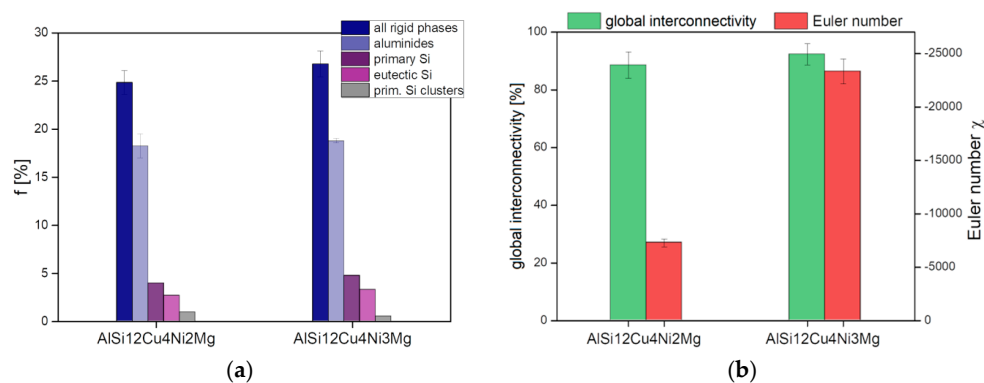 30
25
20
15
10
5
0
f [%]
all rigid phases
aluminides
primary Si
eutectic Si
prim. Si clusters
AlSi12Cu4Ni2Mg
AlSi12Cu4Ni3Mg
(a)
global interconnectivity
Euler number
100
80
60
40
20
0
global interconnectivity [%]
-25000
-20000
-15000
-10000
-5000
0
Euler number χ
AlSi12Cu4Ni2Mg
AlSi12Cu4Ni3Mg
(b)